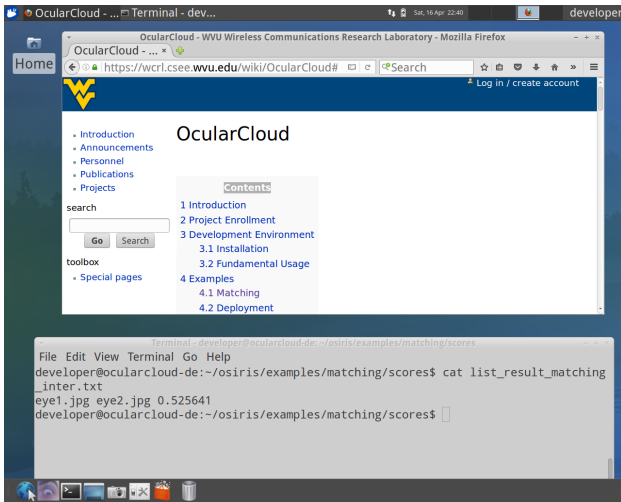 OcularCloud - ... Terminal - dev... Sat, 16 Apr 22:40 developer
Home
OcularCloud - WVU Wireless Communications Research Laboratory - Mozilla Firefox
OcularCloud - ... ×
https://wcrl.csee.wvu.edu/wiki/OcularCloud# Search
Log in / create account
Introduction
Announcements
Personnel
Publications
Projects
search
Go Search
toolbox
Special pages
OcularCloud
Contents
1 Introduction
2 Project Enrollment
3 Development Environment
3.1 Installation
3.2 Fundamental Usage
4 Examples
4.1 Matching
4.2 Deployment
Terminal - developer@ocularcloud-de: ~/osiris/examples/matching/scores
File Edit View Terminal Go Help
developer@ocularcloud-de:~/osiris/examples/matching/scores$ cat list_result_matching
_inter.txt
eye1.jpg eye2.jpg 0.525641
developer@ocularcloud-de:~/osiris/examples/matching/scores$